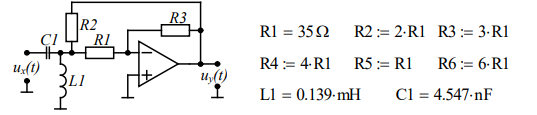 R2
R3
C1
R1
L1
uₓ(t)
u_y(t)
R1 = 35Ω R2 := 2·R1 R3 := 3·R1
R4 := 4·R1 R5 := R1 R6 := 6·R1
L1 = 0.139·mH C1 = 4.547·nF